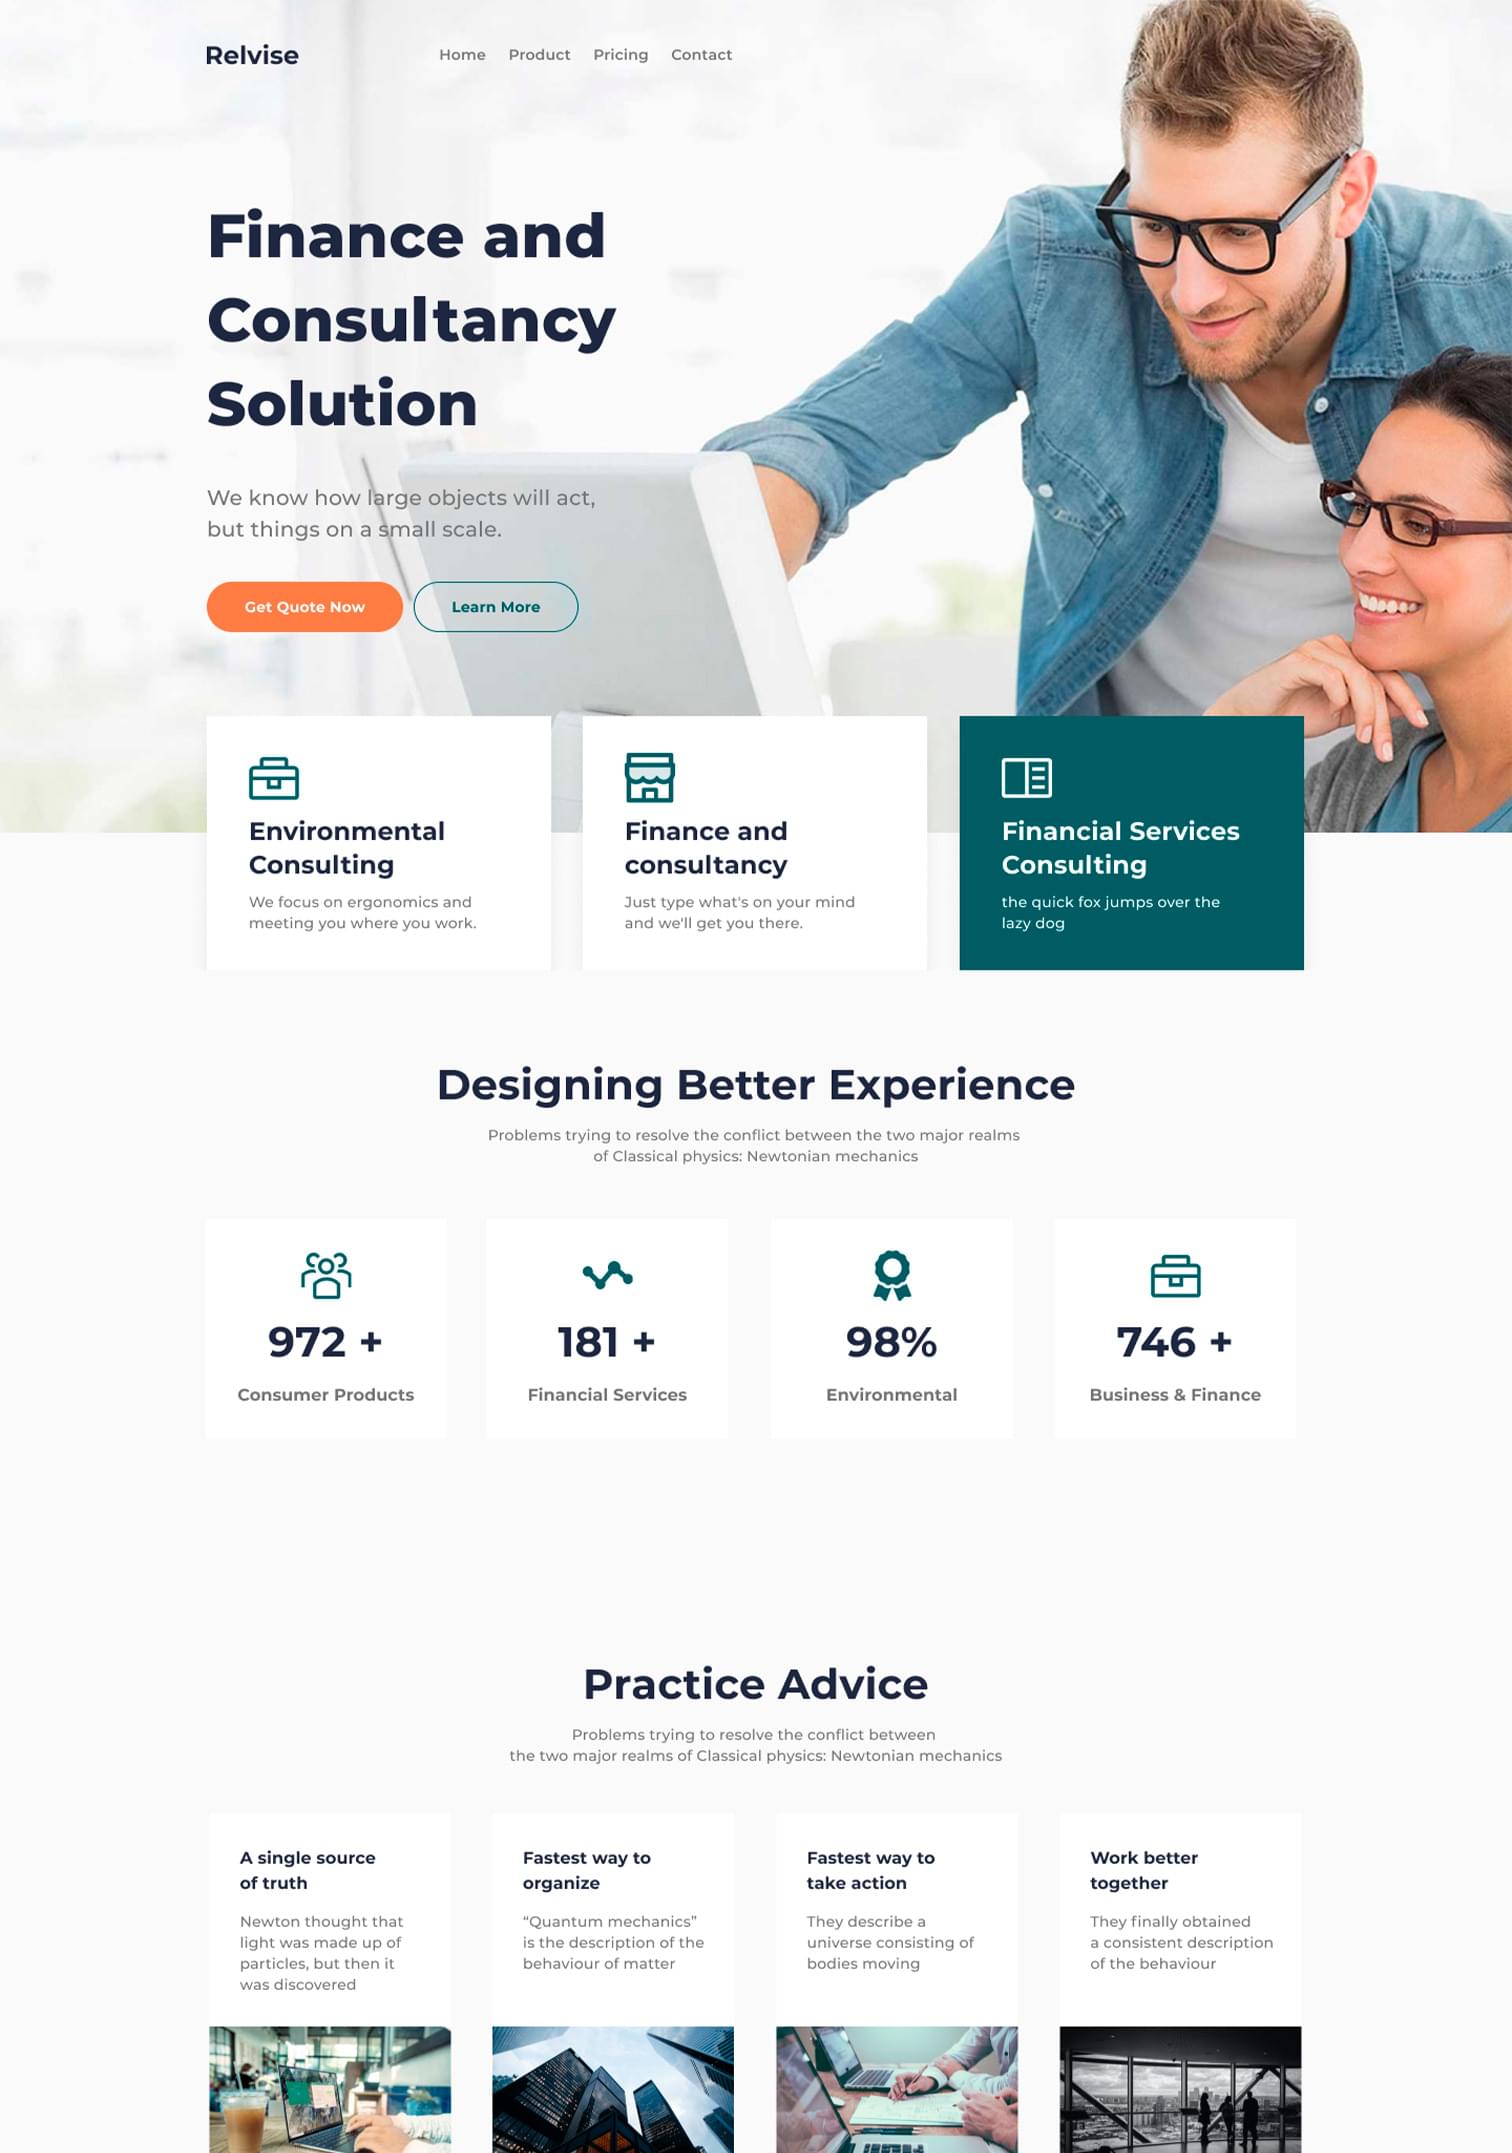 Relvise
Home Product Pricing Contact
Finance and
Consultancy
Solution
We know how large objects will act,
but things on a small scale.
Get Quote Now
Learn More
Environmental
Consulting
We focus on ergonomics and
meeting you where you work.
Finance and
consultancy
Just type what's on your mind
and we'll get you there.
Financial Services
Consulting
the quick fox jumps over the
lazy dog
Designing Better Experience
Problems trying to resolve the conflict between the two major realms
of Classical physics: Newtonian mechanics
972 +
Consumer Products
181 +
Financial Services
98%
Environmental
746 +
Business & Finance
Practice Advice
Problems trying to resolve the conflict between
the two major realms of Classical physics: Newtonian mechanics
A single source
of truth
Newton thought that
light was made up of
particles, but then it
was discovered
Fastest way to
organize
“Quantum mechanics”
is the description of the
behaviour of matter
Fastest way to
take action
They describe a
universe consisting of
bodies moving
Work better
together
They finally obtained
a consistent description
of the behaviour